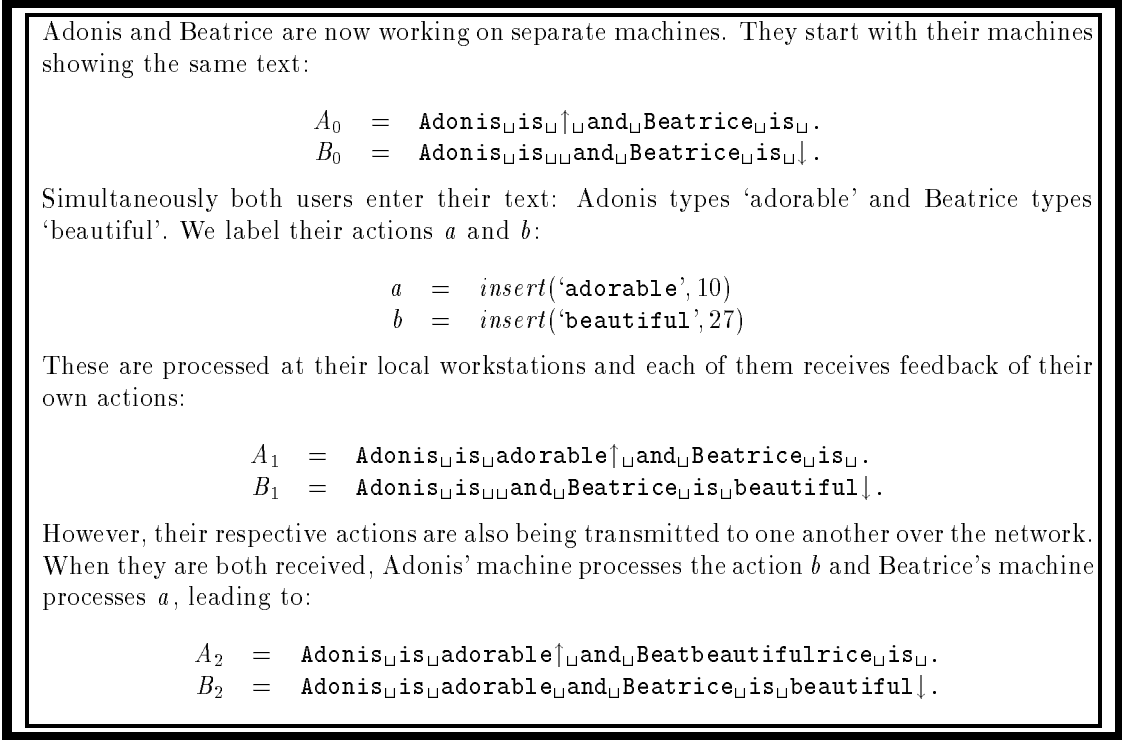 Adonis and Beatrice are now working on separate machines. They start with their machines
showing the same text:
A₀ = Adonis␣is␣↑␣and␣Beatrice␣is␣.
B₀ = Adonis␣is␣␣and␣Beatrice␣is␣↓.
Simultaneously both users enter their text: Adonis types ‘adorable’ and Beatrice types
‘beautiful’. We label their actions a and b:
a = insert(‘adorable’, 10)
b = insert(‘beautiful’, 27)
These are processed at their local workstations and each of them receives feedback of their
own actions:
A₁ = Adonis␣is␣adorable↑␣and␣Beatrice␣is␣.
B₁ = Adonis␣is␣␣and␣Beatrice␣is␣beautiful↓.
However, their respective actions are also being transmitted to one another over the network.
When they are both received, Adonis’ machine processes the action b and Beatrice’s machine
processes a, leading to:
A₂ = Adonis␣is␣adorable↑␣and␣Beatbeautifulrice␣is␣.
B₂ = Adonis␣is␣adorable␣and␣Beatrice␣is␣beautiful↓.